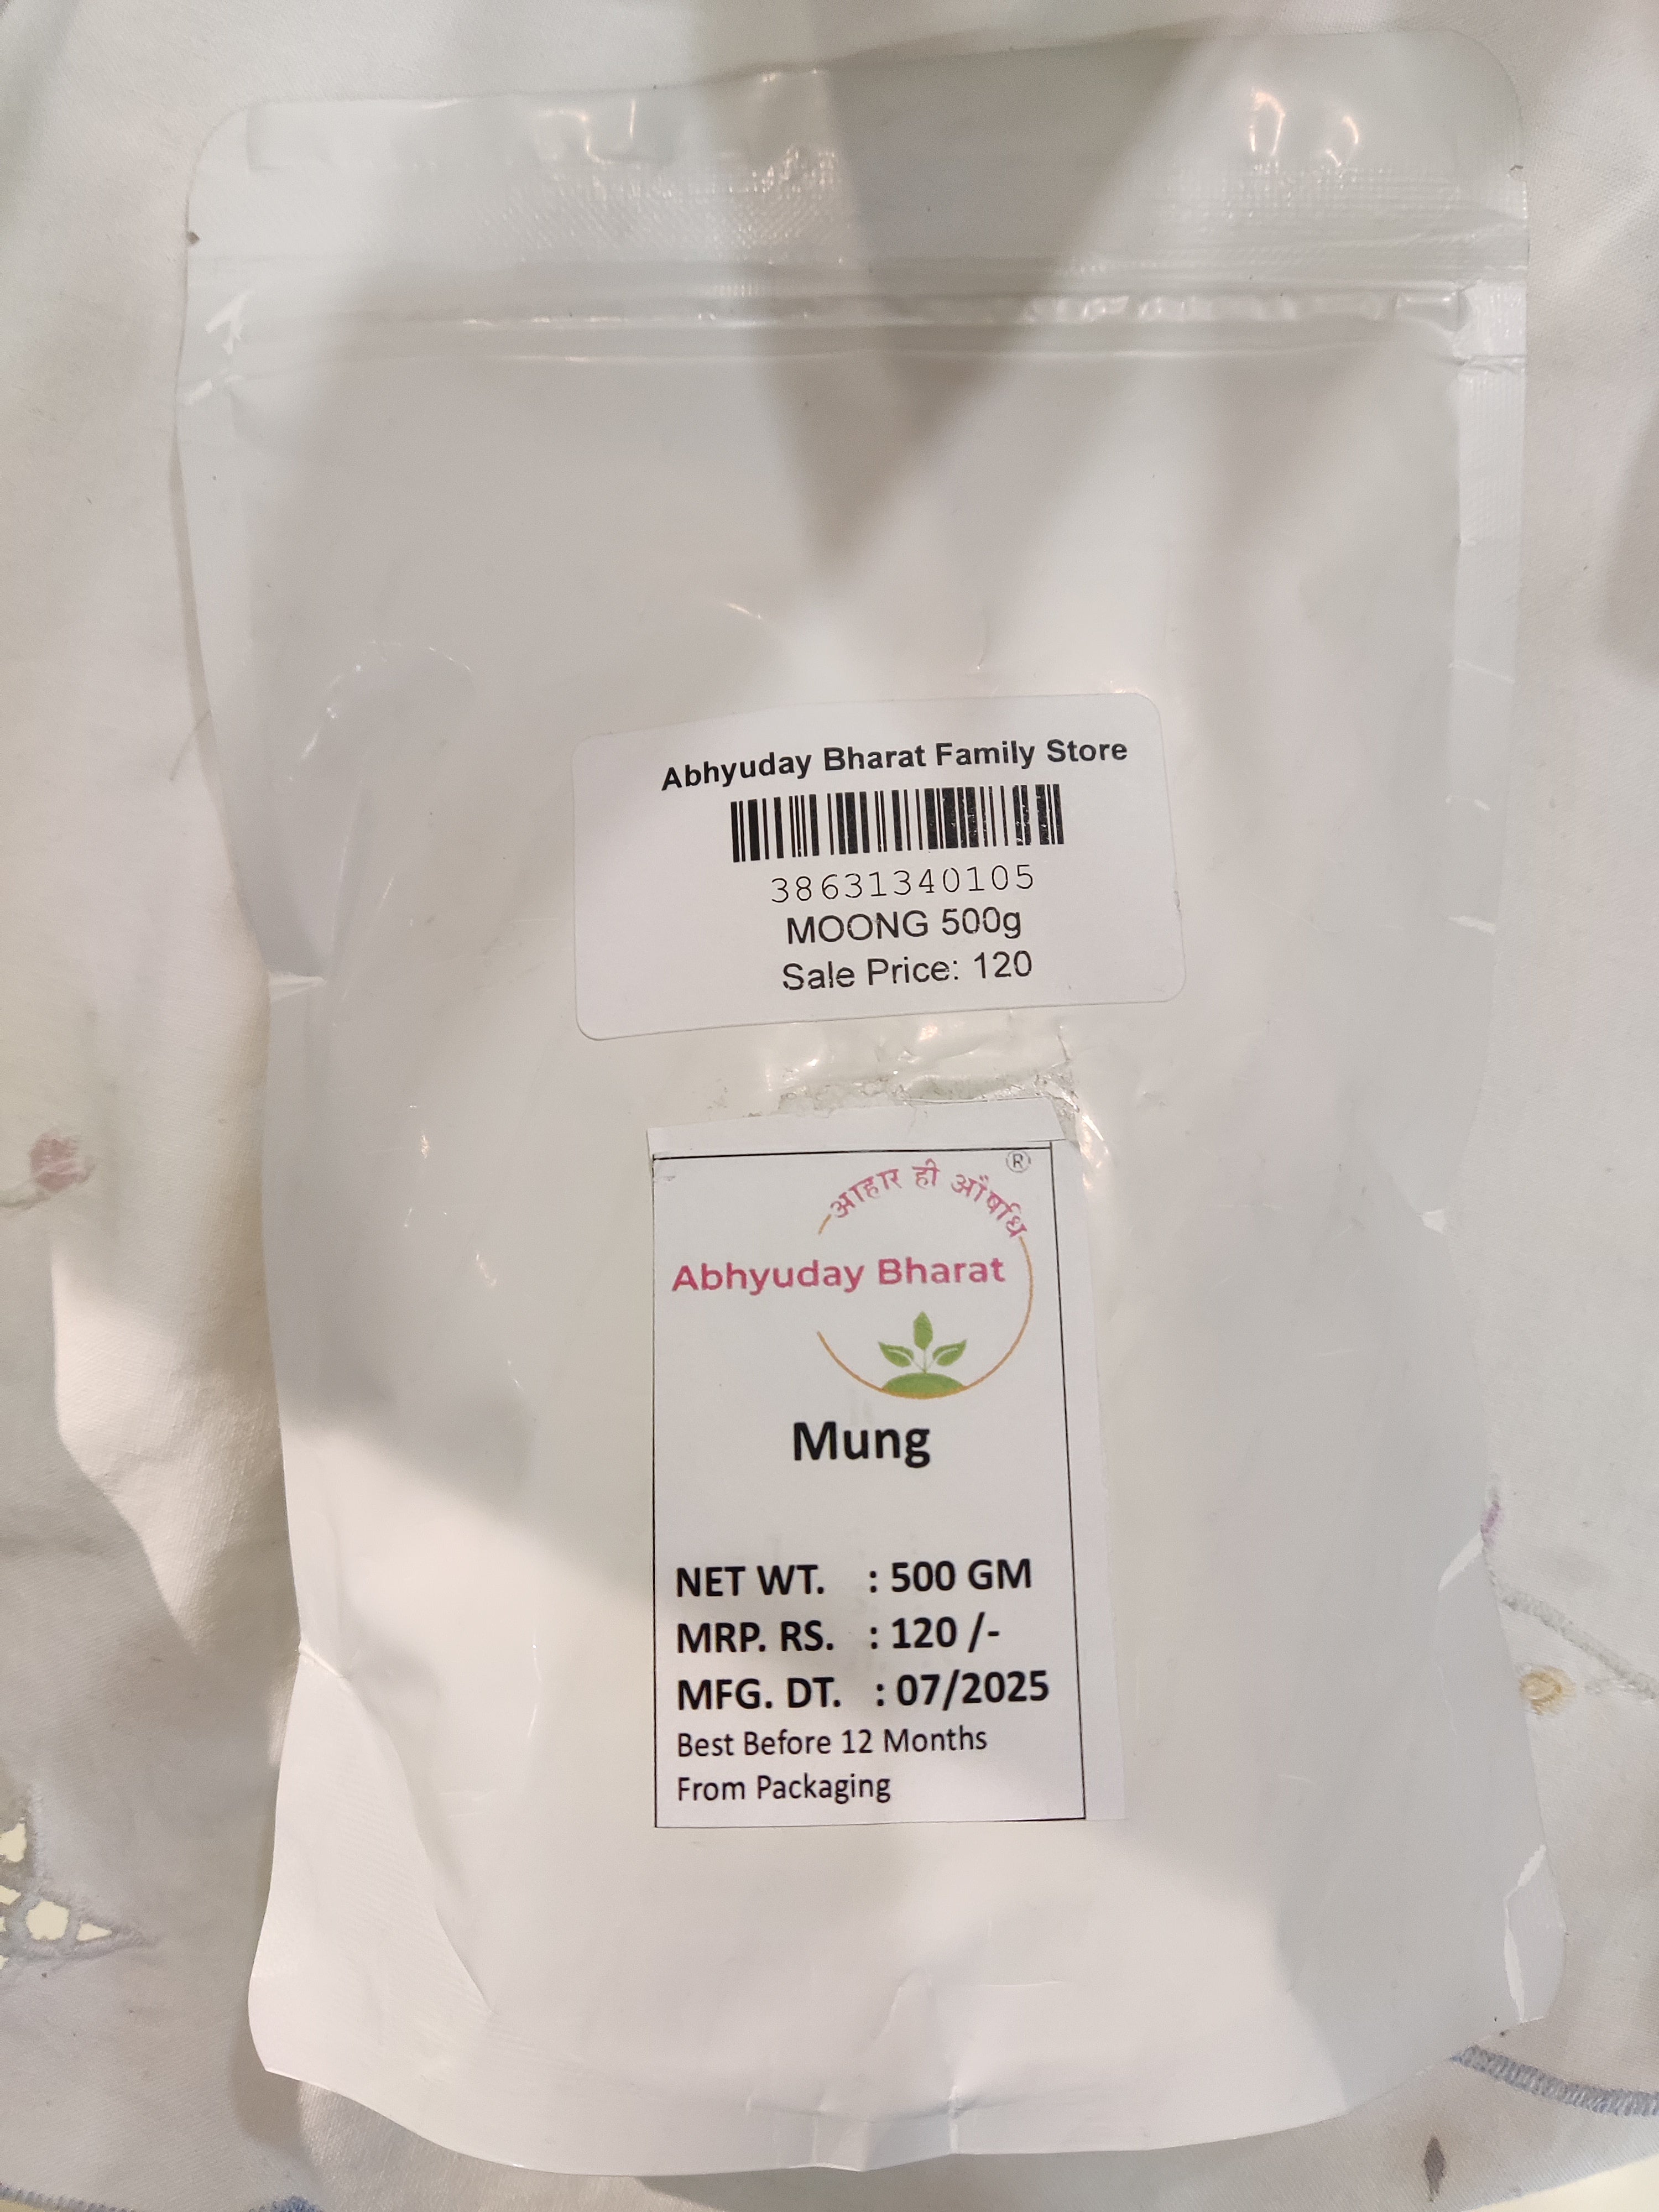 Abhyuday Bharat Family Store
38631340105
MOONG 500g
Sale Price: 120
आहार ही औषधि
®
Abhyuday Bharat
Mung
NET WT. : 500 GM
MRP. RS. : 120 /-
MFG. DT. : 07/2025
Best Before 12 Months
From Packaging